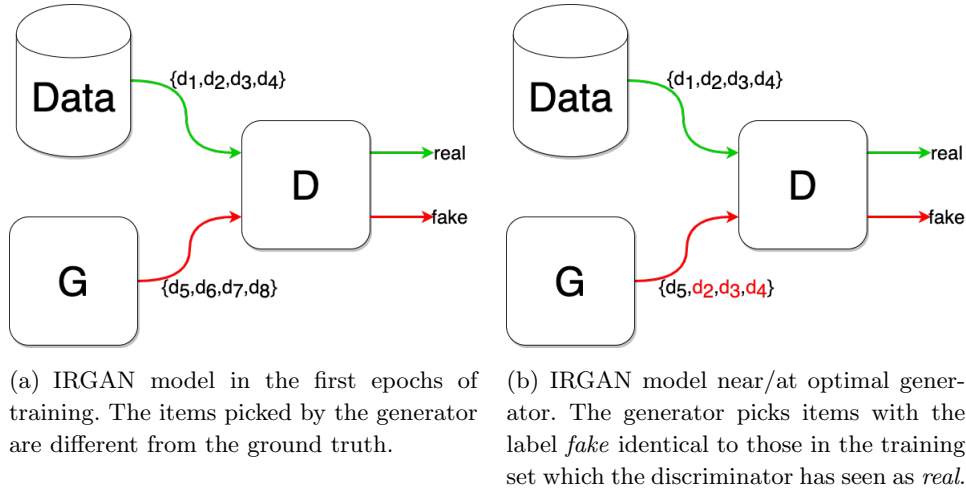 Data
{d1,d2,d3,d4}
D
real
fake
G
{d5,d6,d7,d8}
(a) IRGAN model in the first epochs of
training. The items picked by the generator
are different from the ground truth.
Data
{d1,d2,d3,d4}
D
real
fake
G
{d5,d2,d3,d4}
(b) IRGAN model near/at optimal gener-
ator. The generator picks items with the
label fake identical to those in the training
set which the discriminator has seen as real.